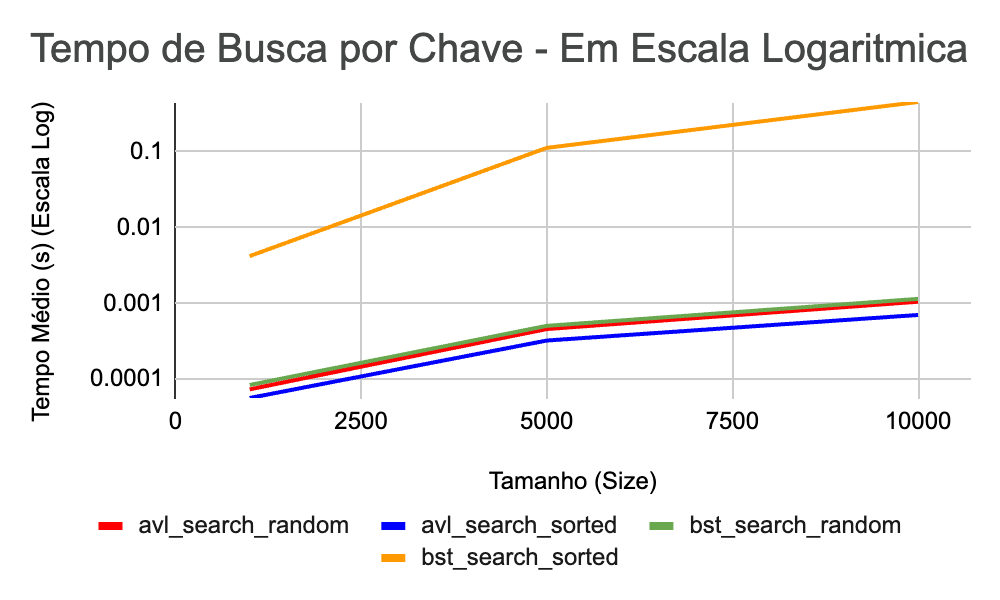 Tempo de Busca por Chave - Em Escala Logaritmica
Tempo Médio (s) (Escala Log)
0.1
0.01
0.001
0.0001
0 2500 5000 7500 10000
Tamanho (Size)
avl_search_random avl_search_sorted bst_search_random
bst_search_sorted